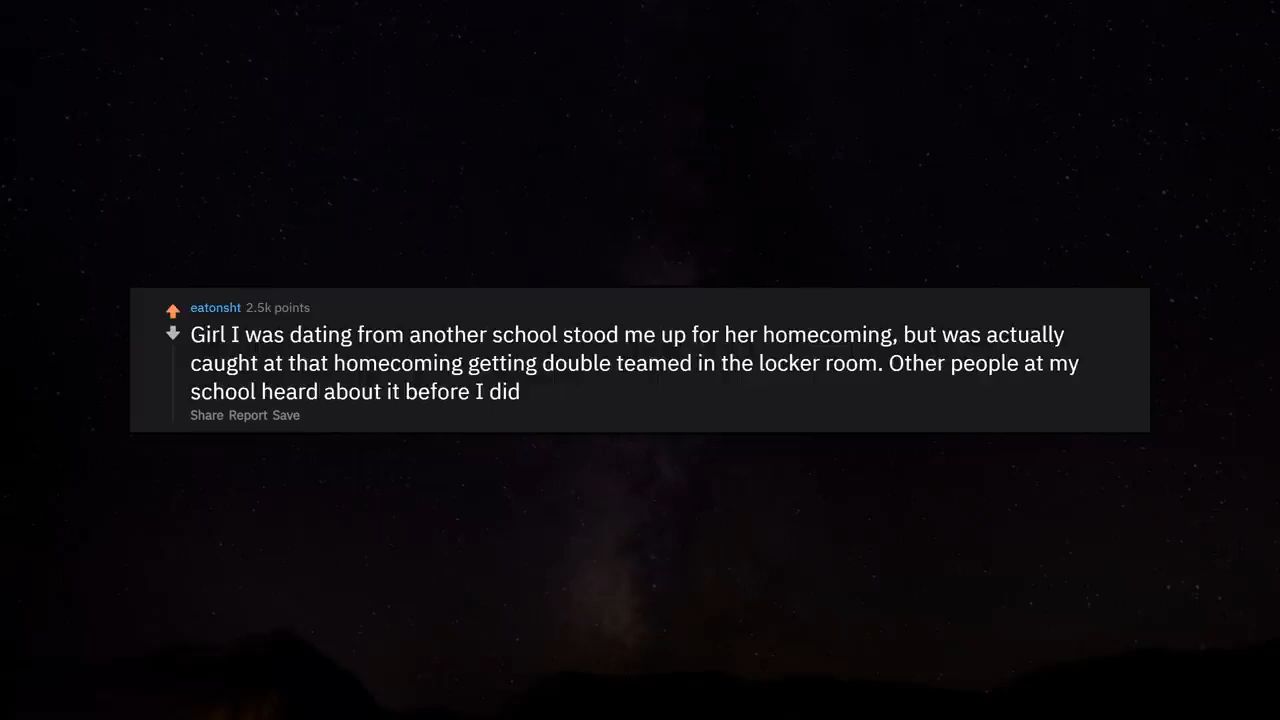 eatonsht 2.5k points
Girl I was dating from another school stood me up for her homecoming, but was actually
caught at that homecoming getting double teamed in the locker room. Other people at my
school heard about it before I did
Share Report Save